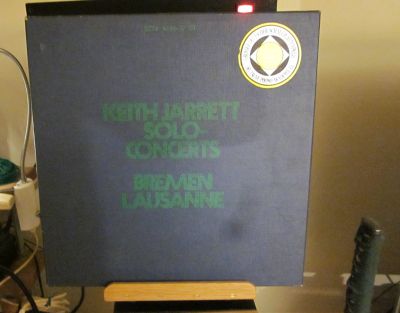 KEITH JARRETT
SOLO-
CONCERTS
BREMEN
LAUSANNE